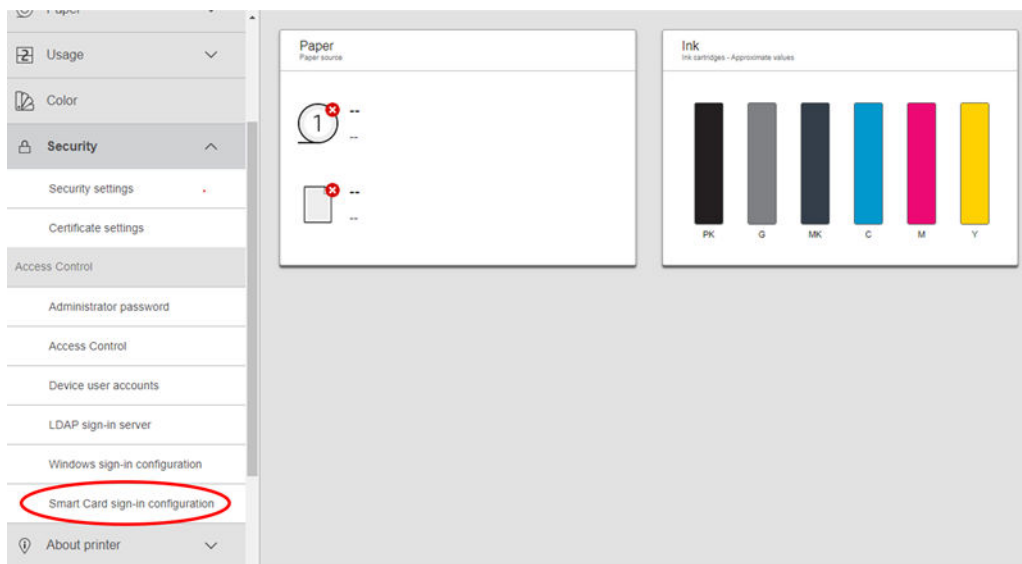 Paper
Usage
Color
Security
Security settings
Certificate settings
Access Control
Administrator password
Access Control
Device user accounts
LDAP sign-in server
Windows sign-in configuration
Smart Card sign-in configuration
About printer
Paper
Paper source
1
--
--
--
--
Ink
Ink cartridges - Approximate values
PK G MK C M Y